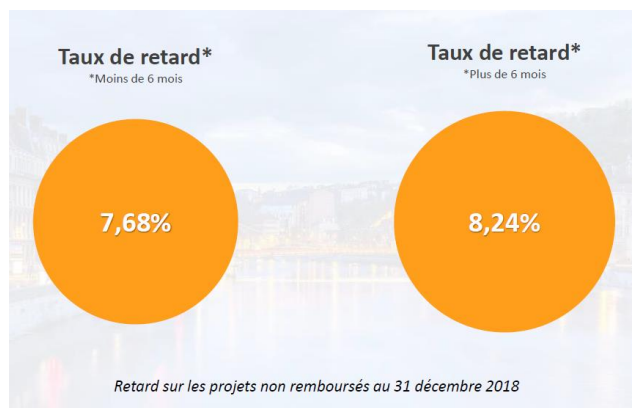 Taux de retard*
*Moins de 6 mois
7,68%
Taux de retard*
*Plus de 6 mois
8,24%
Retard sur les projets non remboursés au 31 décembre 2018